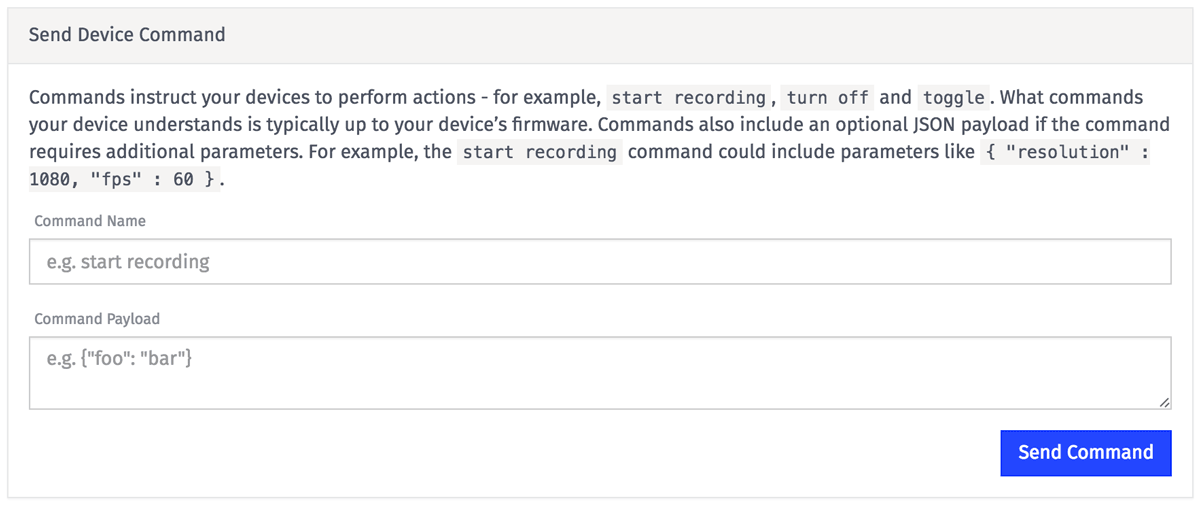 Send Device Command
Commands instruct your devices to perform actions - for example, start recording, turn off and toggle. What commands
your device understands is typically up to your device’s firmware. Commands also include an optional JSON payload if the command
requires additional parameters. For example, the start recording command could include parameters like { "resolution" :
1080, "fps" : 60 }.
Command Name
e.g. start recording
Command Payload
e.g. {"foo": "bar"}
Send Command